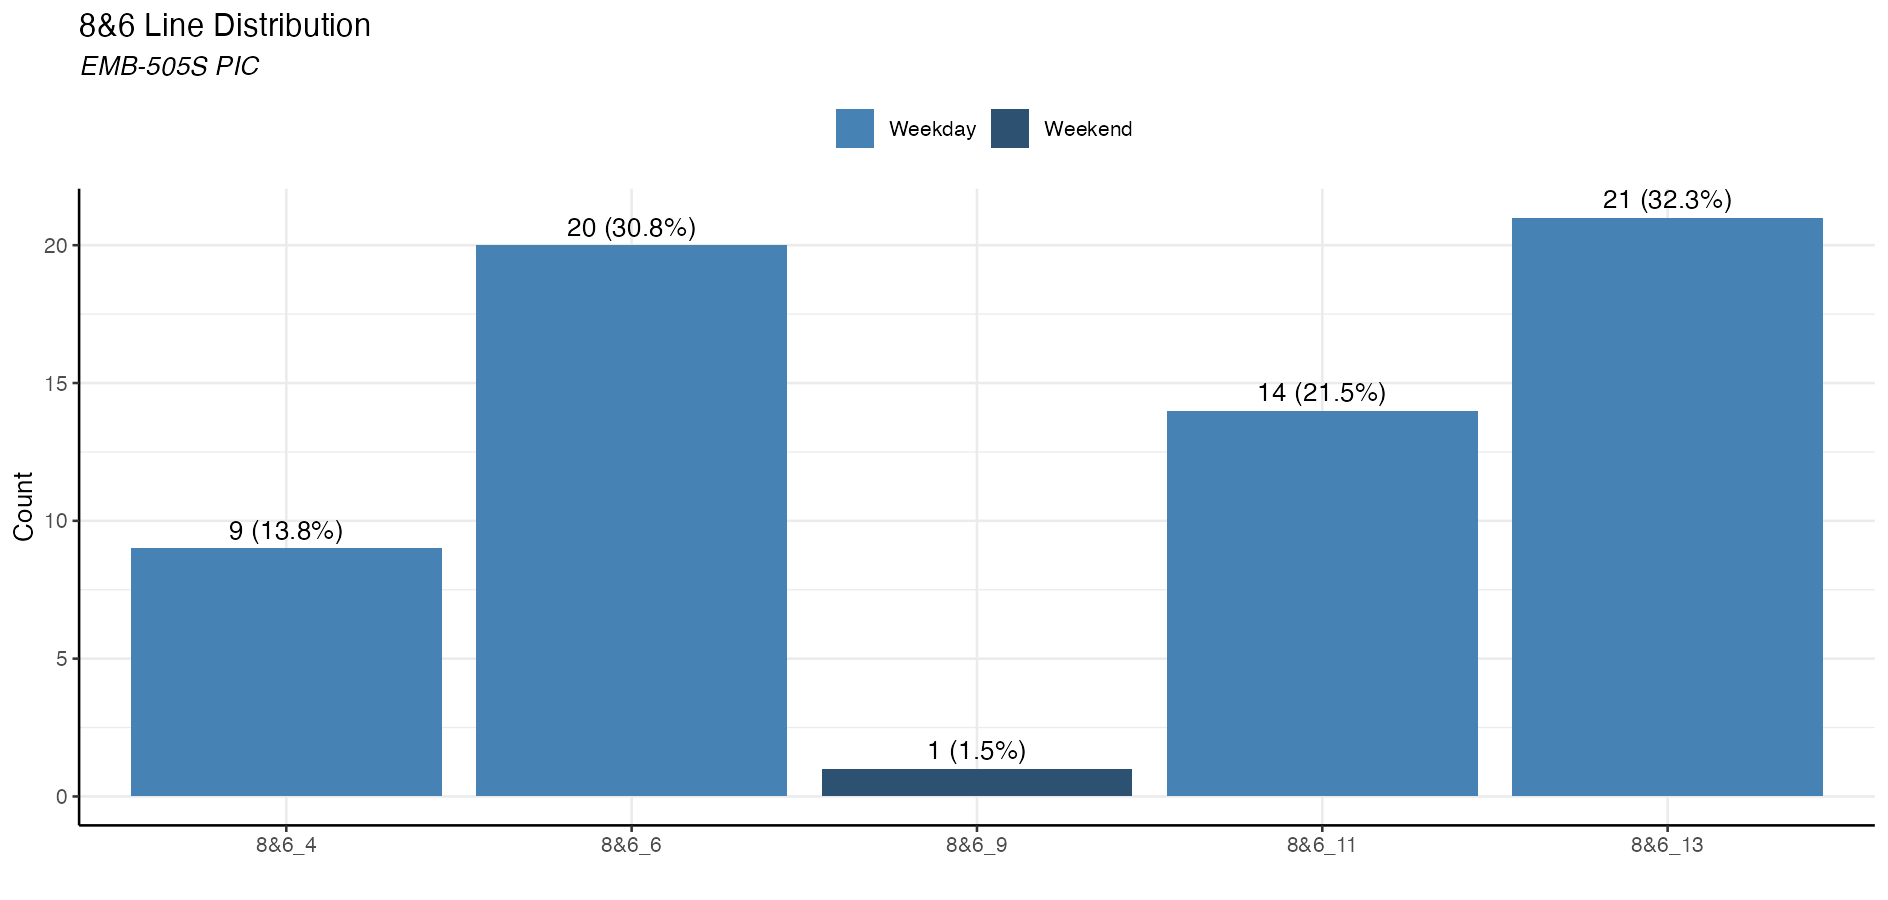 8&6 Line Distribution
EMB-505S PIC
Weekday Weekend
21 (32.3%)
20 (30.8%)
20
15
14 (21.5%)
Count
10
9 (13.8%)
5
1 (1.5%)
0
8&6_4 8&6_6 8&6_9 8&6_11 8&6_13